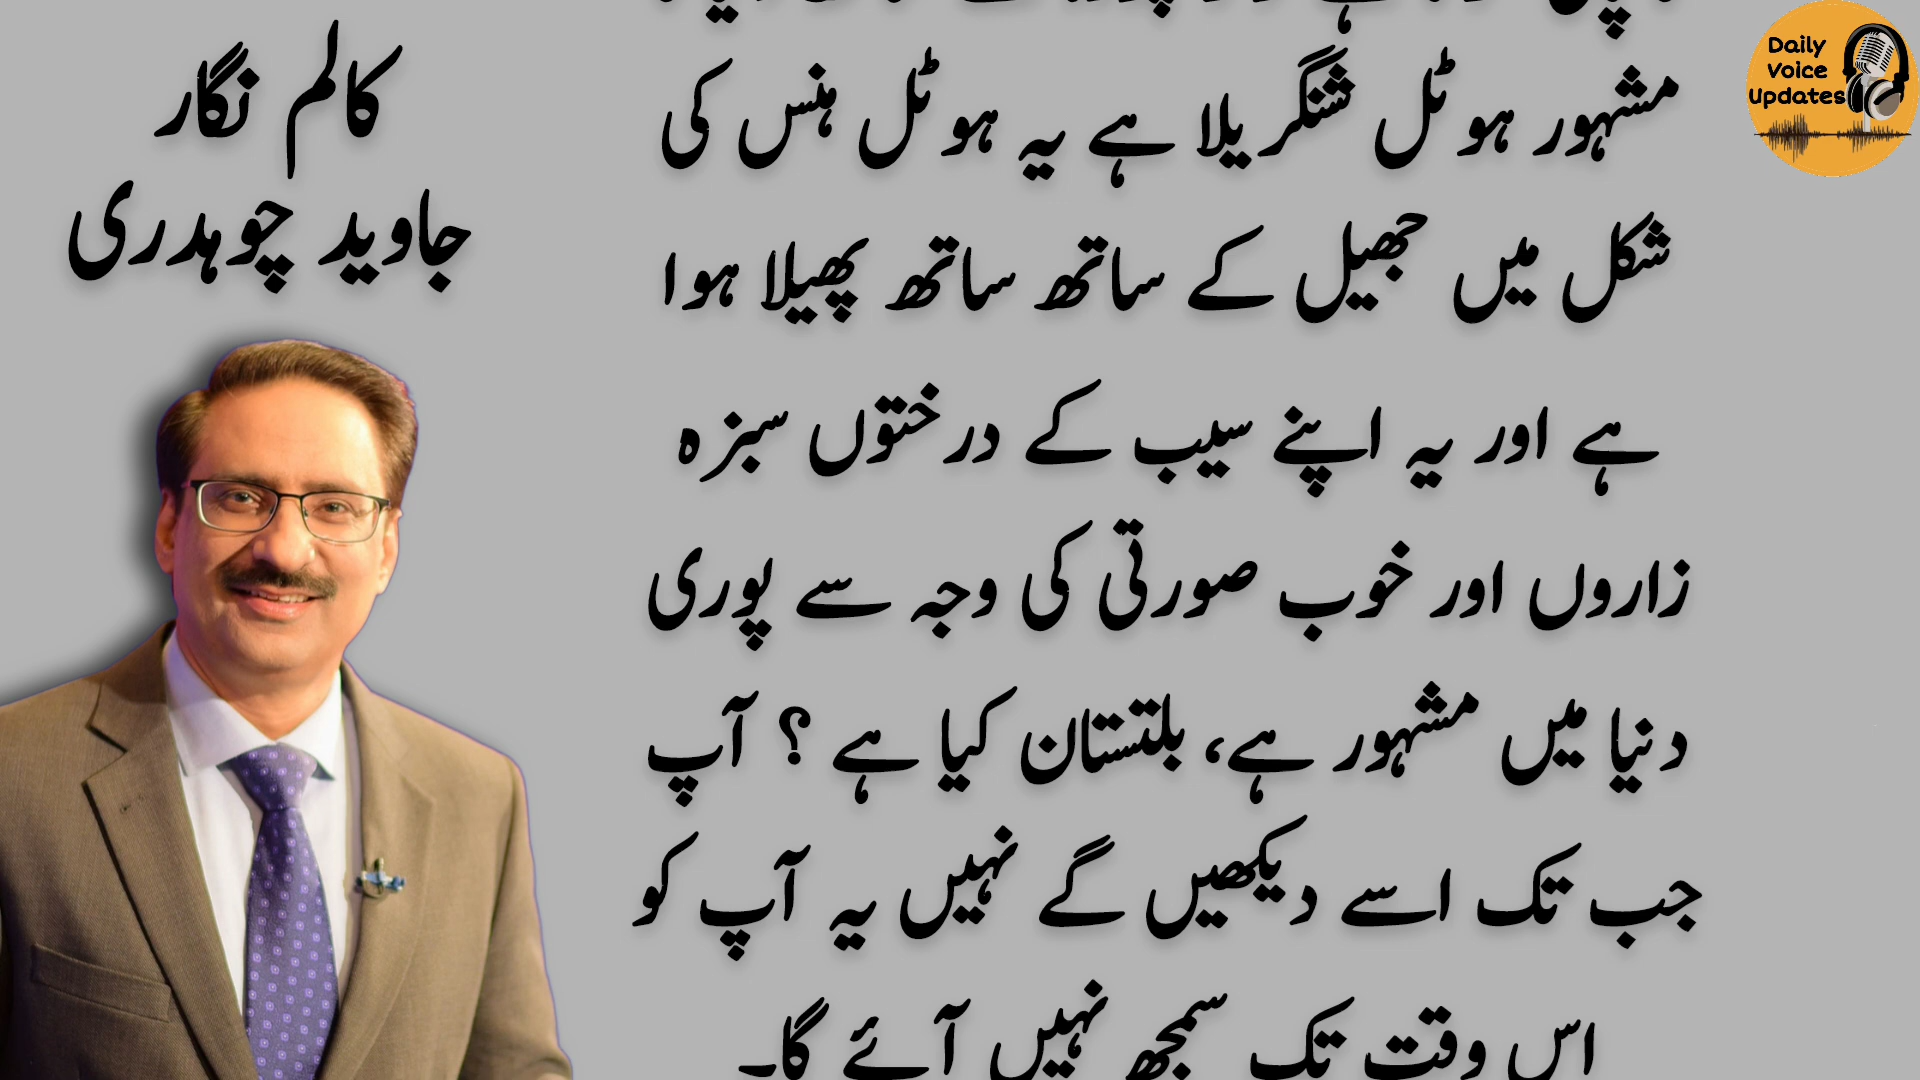 مشہور ہوٹل شنگریلا ہے یہ ہوٹل ہنس کی
شکل میں جھیل کے ساتھ ساتھ پھیلا ہوا
ہے اور یہ اپنے سیب کے درختوں سبزہ
زاروں اور خوب صورتی کی وجہ سے پوری
دنیا میں مشہور ہے، بلتستان کیا ہے ؟ آپ
جب تک اسے دیکھیں گے نہیں یہ آپ کو
اس وقت تک سمجھ نہیں آئے گا۔
کالم نگار
جاوید چوہدری
Daily
Voice
Updates